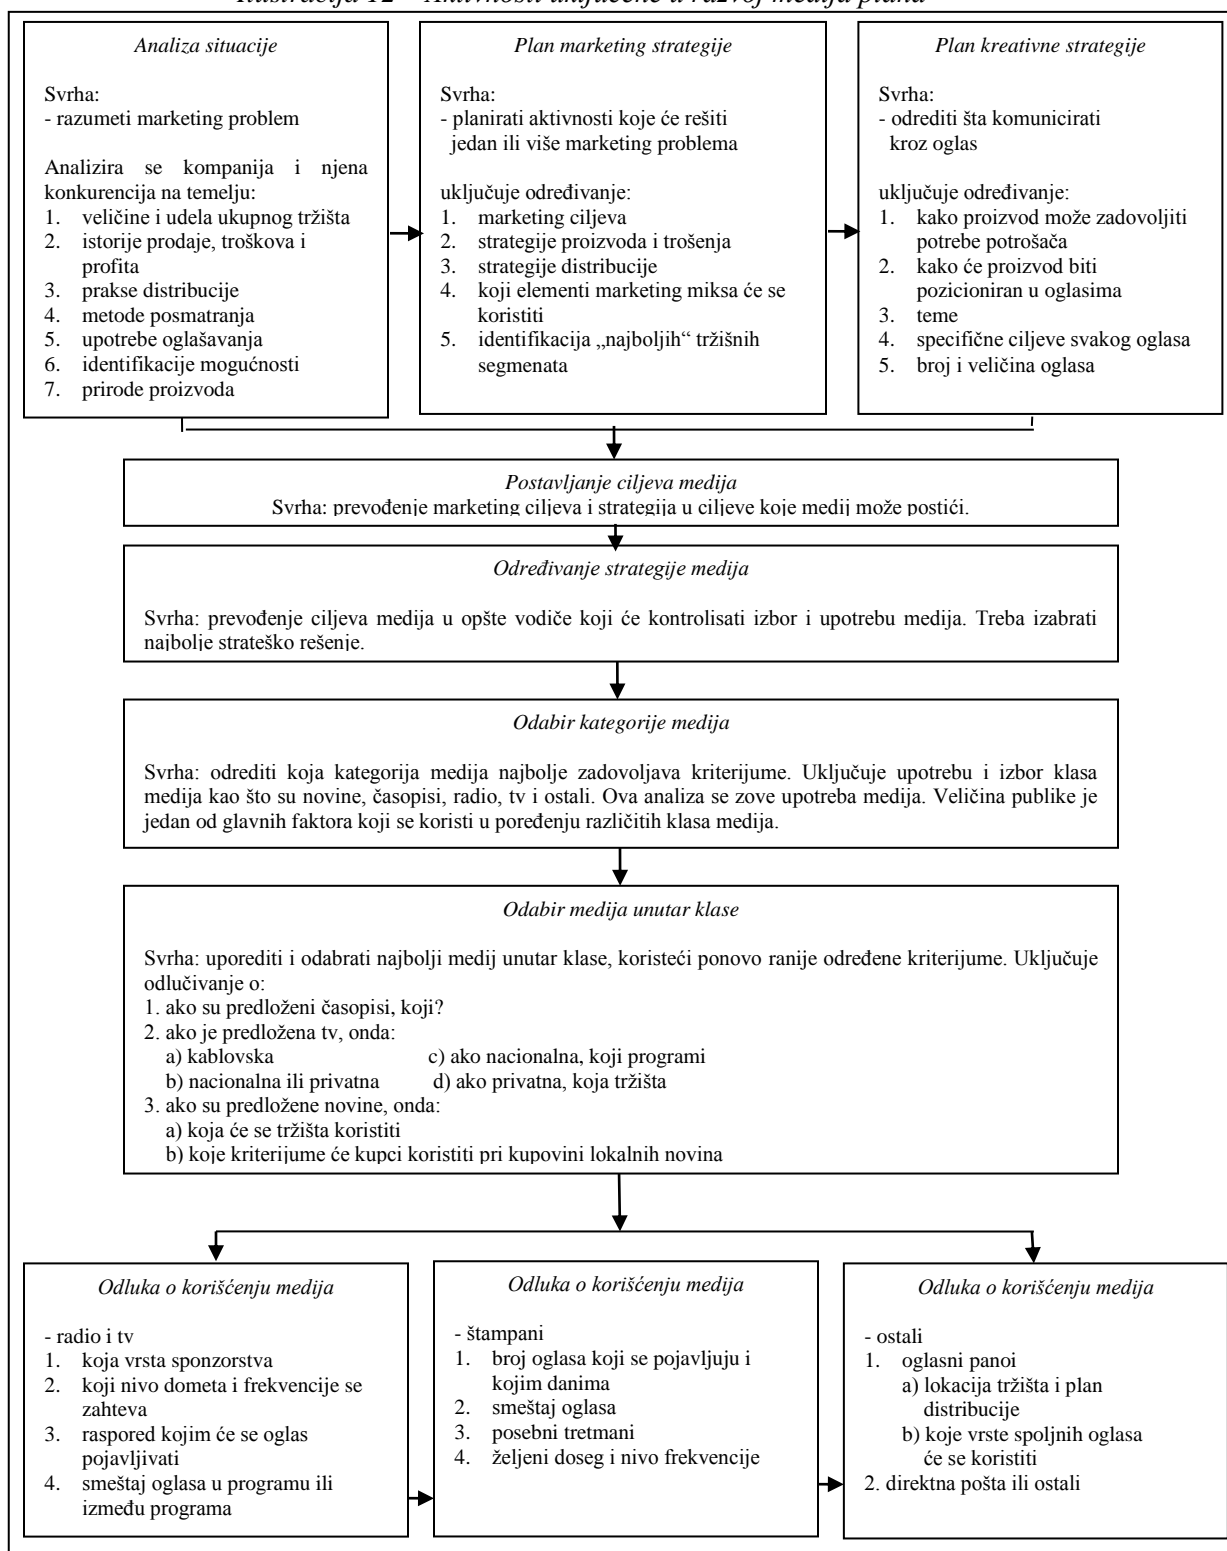 Ilustracija 12 – Aktivnosti uključene u razvoj medija plana
Analiza situacije
Svrha:
- razumeti marketing problem
Analizira se kompanija i njena
konkurencija na temelju:
1. veličine i udela ukupnog tržišta
2. istorije prodaje, troškova i
profita
3. prakse distribucije
4. metode posmatranja
5. upotrebe oglašavanja
6. identifikacije mogućnosti
7. prirode proizvoda
Plan marketing strategije
Svrha:
- planirati aktivnosti koje će rešiti
jedan ili više marketing problema
uključuje određivanje:
1. marketing ciljeva
2. strategije proizvoda i trošenja
3. strategije distribucije
4. koji elementi marketing miksa će se
koristiti
5. identifikacija „najboljih“ tržišnih
segmenata
Plan kreativne strategije
Svrha:
- odrediti šta komunicirati
kroz oglas
uključuje određivanje:
1. kako proizvod može zadovoljiti
potrebe potrošača
2. kako će proizvod biti
pozicioniran u oglasima
3. teme
4. specifične ciljeve svakog oglasa
5. broj i veličina oglasa
Postavljanje ciljeva medija
Svrha: prevođenje marketing ciljeva i strategija u ciljeve koje medij može postići.
Određivanje strategije medija
Svrha: prevođenje ciljeva medija u opšte vodiče koji će kontrolisati izbor i upotrebu medija. Treba izabrati
najbolje strateško rešenje.
Odabir kategorije medija
Svrha: odrediti koja kategorija medija najbolje zadovoljava kriterijume. Uključuje upotrebu i izbor klasa
medija kao što su novine, časopisi, radio, tv i ostali. Ova analiza se zove upotreba medija. Veličina publike je
jedan od glavnih faktora koji se koristi u poređenju različitih klasa medija.
Odabir medija unutar klase
Svrha: uporediti i odabrati najbolji medij unutar klase, koristeći ponovo ranije određene kriterijume. Uključuje
odlučivanje o:
1. ako su predloženi časopisi, koji?
2. ako je predložena tv, onda:
a) kablovska c) ako nacionalna, koji programi
b) nacionalna ili privatna d) ako privatna, koja tržišta
3. ako su predložene novine, onda:
a) koja će se tržišta koristiti
b) koje kriterijume će kupci koristiti pri kupovini lokalnih novina
Odluka o korišćenju medija
- radio i tv
1. koja vrsta sponzorstva
2. koji nivo dometa i frekvencije se
zahteva
3. raspored kojim će se oglas
pojavljivati
4. smeštaj oglasa u programu ili
između programa
Odluka o korišćenju medija
- štampani
1. broj oglasa koji se pojavljuju i
kojim danima
2. smeštaj oglasa
3. posebni tretmani
4. željeni doseg i nivo frekvencije
Odluka o korišćenju medija
- ostali
1. oglasni panoi
a) lokacija tržišta i plan
distribucije
b) koje vrste spoljnih oglasa
će se koristiti
2. direktna pošta ili ostali